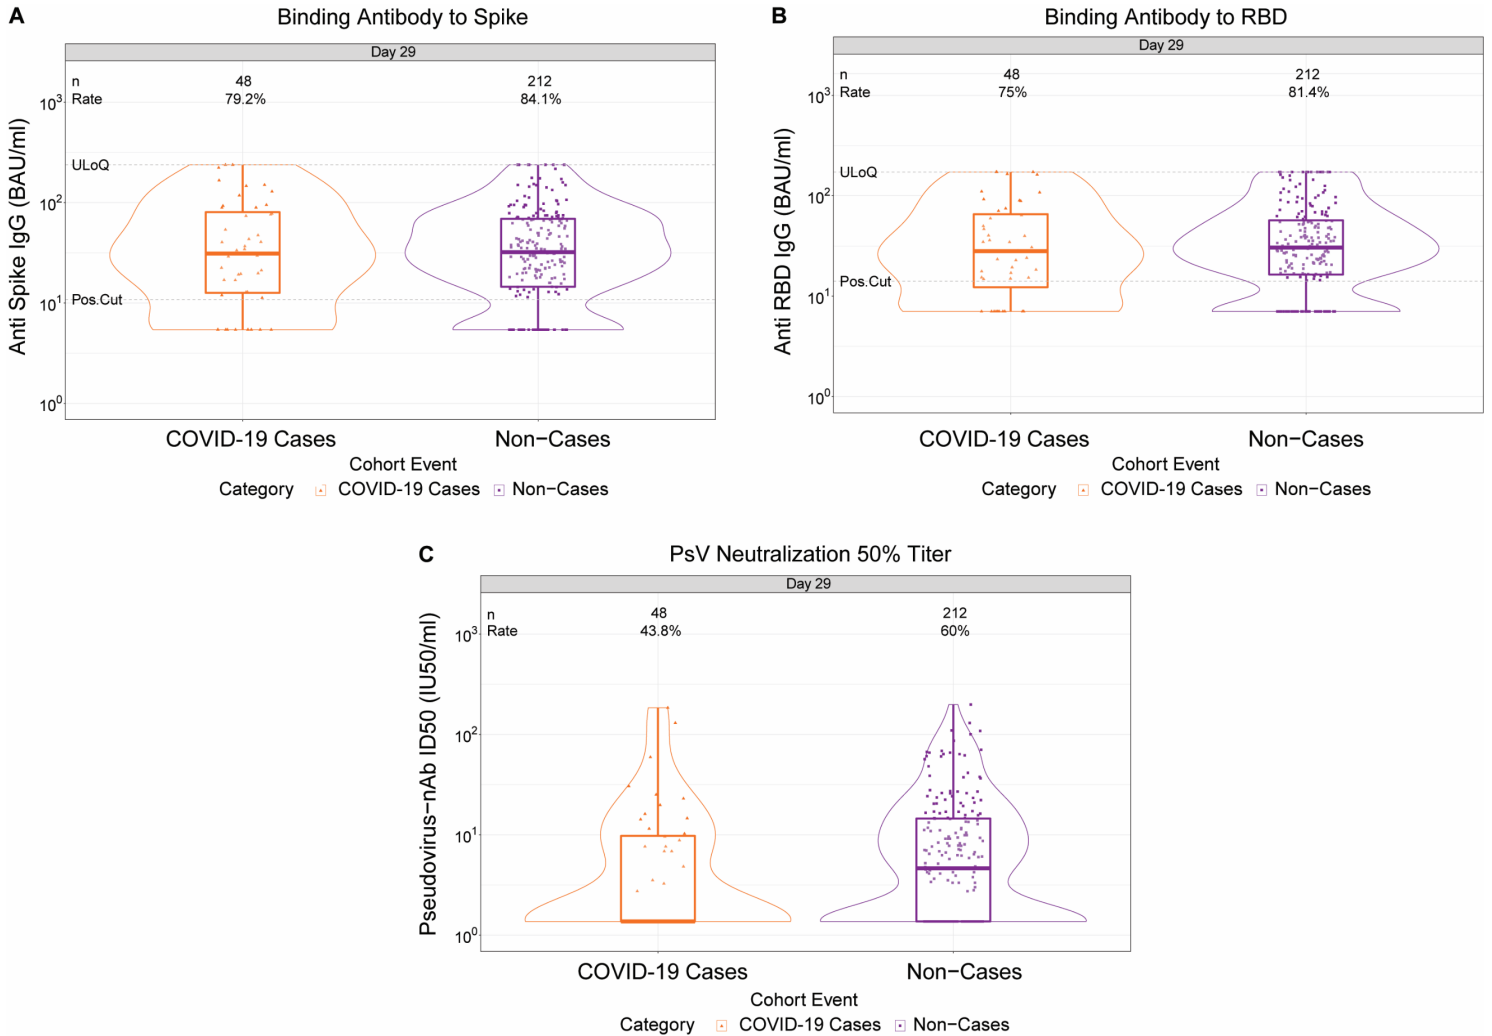 A Binding Antibody to Spike
Day 29
n 48 212
Rate 79.2% 84.1%
10³
ULoQ
10²
Pos.Cut
10¹
10⁰
Anti Spike IgG (BAU/ml)
COVID-19 Cases Non−Cases
Cohort Event
Category COVID-19 Cases Non−Cases
B Binding Antibody to RBD
Day 29
n 48 212
Rate 75% 81.4%
10³
ULoQ
10²
Pos.Cut
10¹
10⁰
Anti RBD IgG (BAU/ml)
COVID-19 Cases Non−Cases
Cohort Event
Category COVID-19 Cases Non−Cases
C PsV Neutralization 50% Titer
Day 29
n 48 212
Rate 43.8% 60%
10³
10²
10¹
10⁰
Pseudovirus−nAb ID50 (IU50/ml)
COVID-19 Cases Non−Cases
Cohort Event
Category COVID-19 Cases Non−Cases